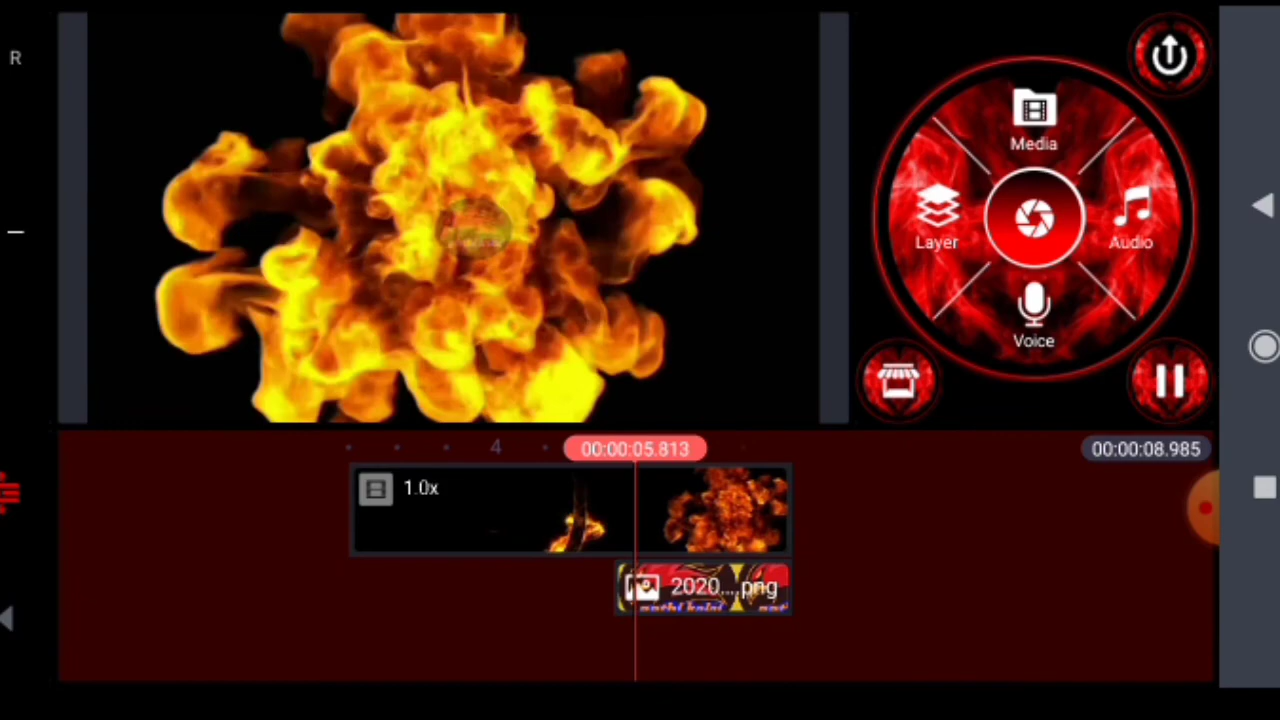 R
Media
Layer
Audio
Voice
4
00:00:05.813
00:00:08.985
1.0x
2020....png